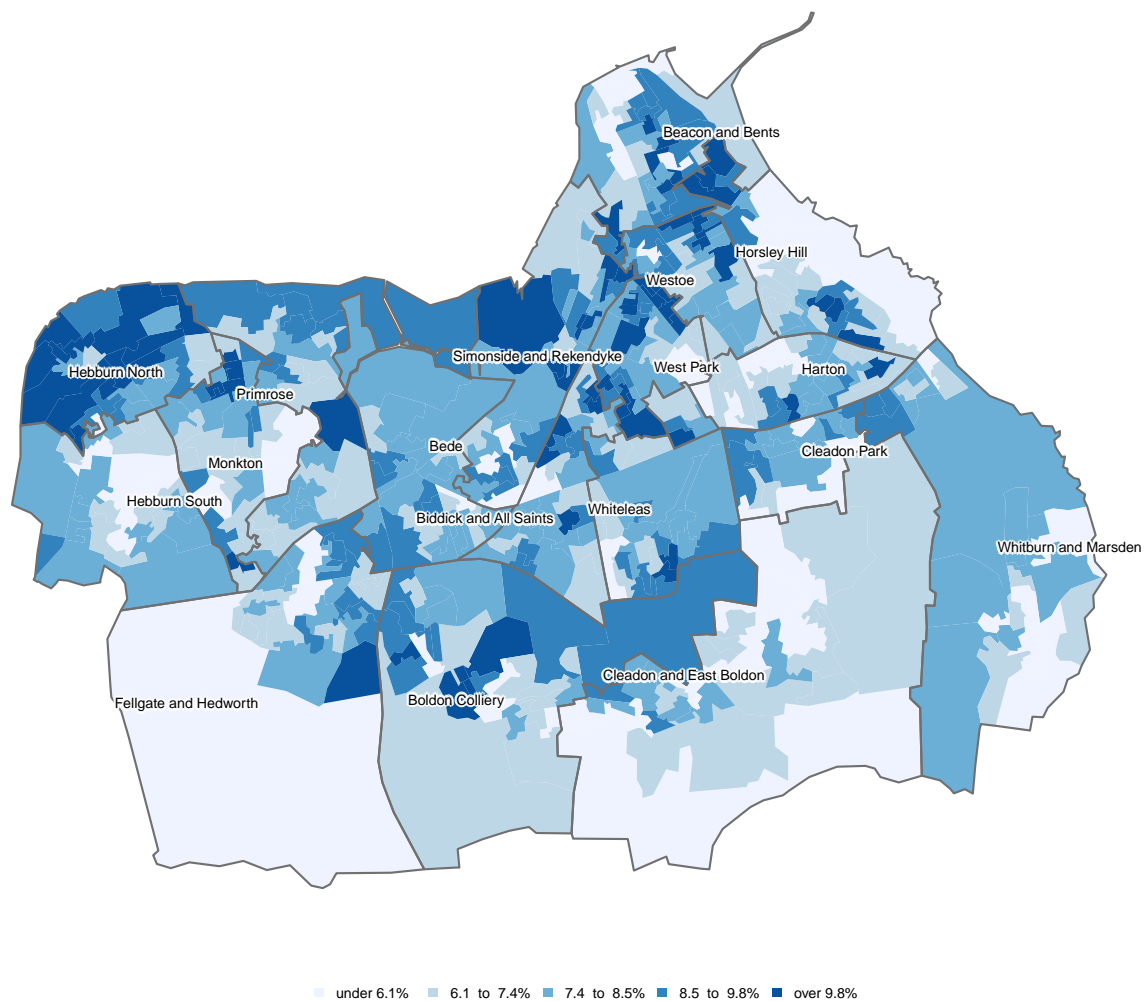 Beacon and Bents
Horsley Hill
Westoe
Simonside and Rekendyke
West Park
Harton
Hebburn North
Primrose
Bede
Cleadon Park
Monkton
Hebburn South
Biddick and All Saints
Whiteleas
Whitburn and Marsden
Cleadon and East Boldon
Boldon Colliery
Fellgate and Hedworth
under 6.1% 6.1 to 7.4% 7.4 to 8.5% 8.5 to 9.8% over 9.8%